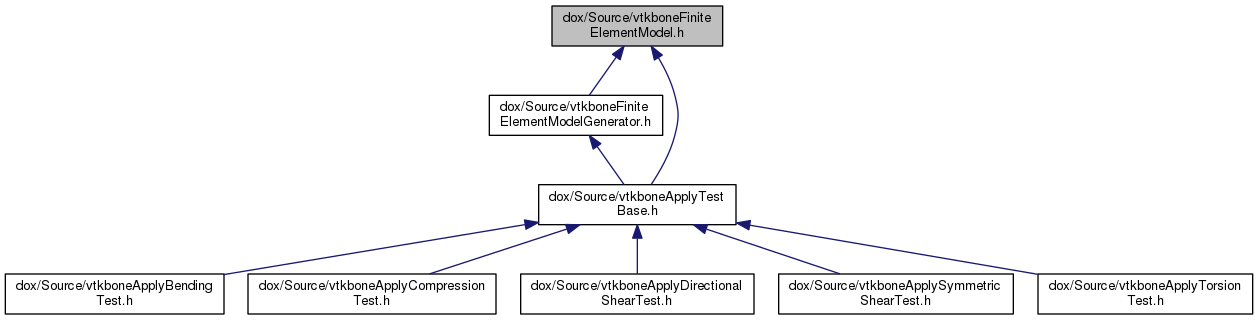 dox/Source/vtkboneFinite
ElementModel.h
dox/Source/vtkboneFinite
ElementModelGenerator.h
dox/Source/vtkboneApplyTest
Base.h
dox/Source/vtkboneApplyBending
Test.h
dox/Source/vtkboneApplyCompression
Test.h
dox/Source/vtkboneApplyDirectional
ShearTest.h
dox/Source/vtkboneApplySymmetric
ShearTest.h
dox/Source/vtkboneApplyTorsion
Test.h